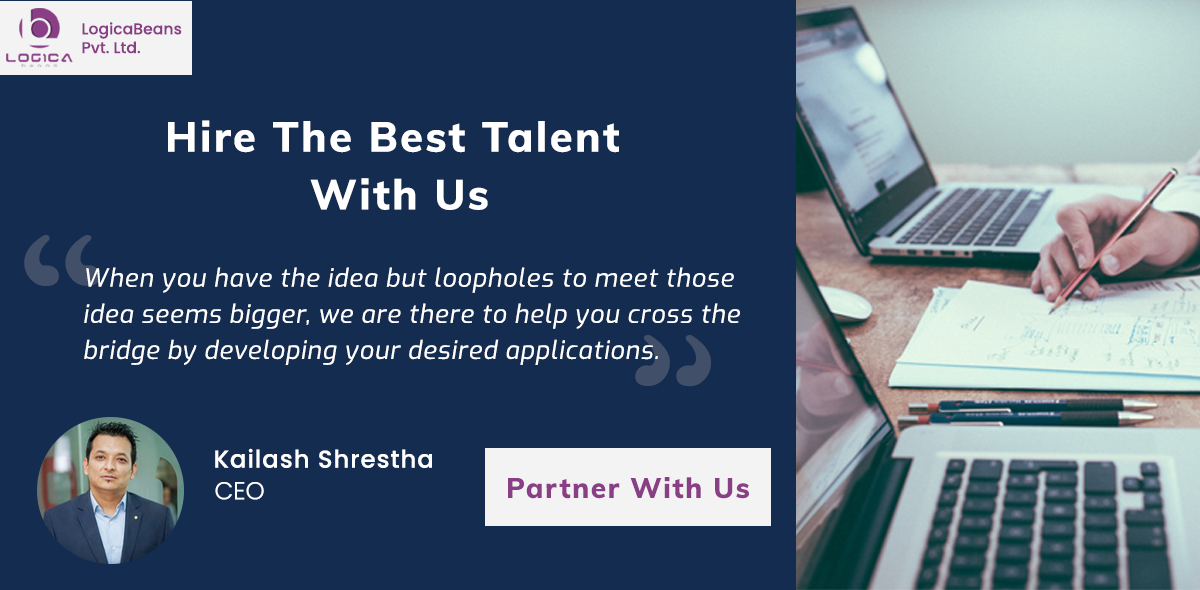 LogicaBeans
Pvt. Ltd.
LOGICA
beans
Hire The Best Talent
With Us
“
When you have the idea but loopholes to meet those
idea seems bigger, we are there to help you cross the
bridge by developing your desired applications.
”
Kailash Shrestha
CEO
Partner With Us